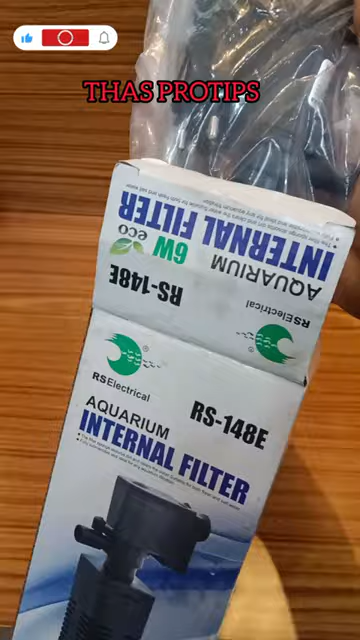 THAS PROTIPS
AQUARIUM
INTERNAL FILTER
eco 6W
RS-148E
RSElectrical
RSElectrical
RS-148E
AQUARIUM
INTERNAL FILTER